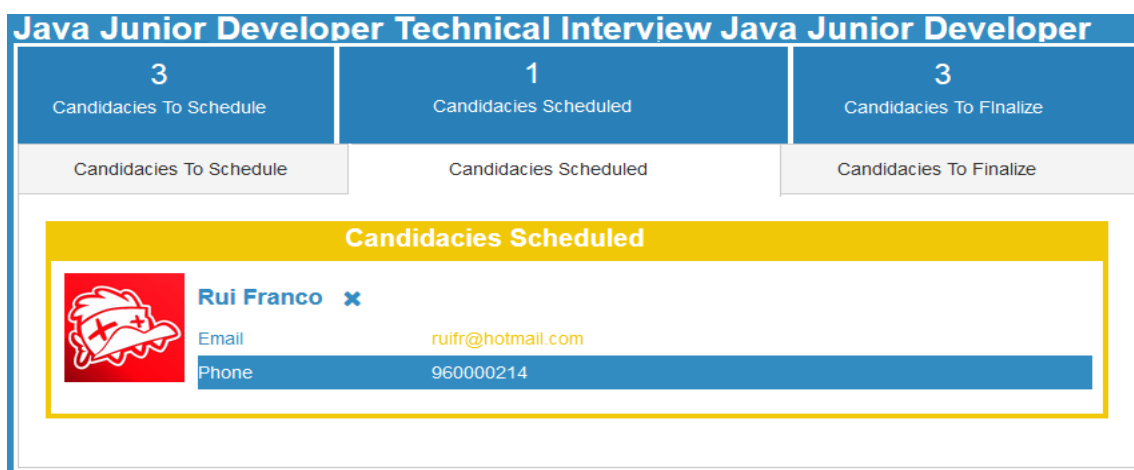 Java Junior Developer Technical Interview Java Junior Developer
3 1 3
Candidacies To Schedule Candidacies Scheduled Candidacies To FInalize
Candidacies To Schedule Candidacies Scheduled Candidacies To Finalize
Candidacies Scheduled
Rui Franco
Email ruifr@hotmail.com
Phone 960000214